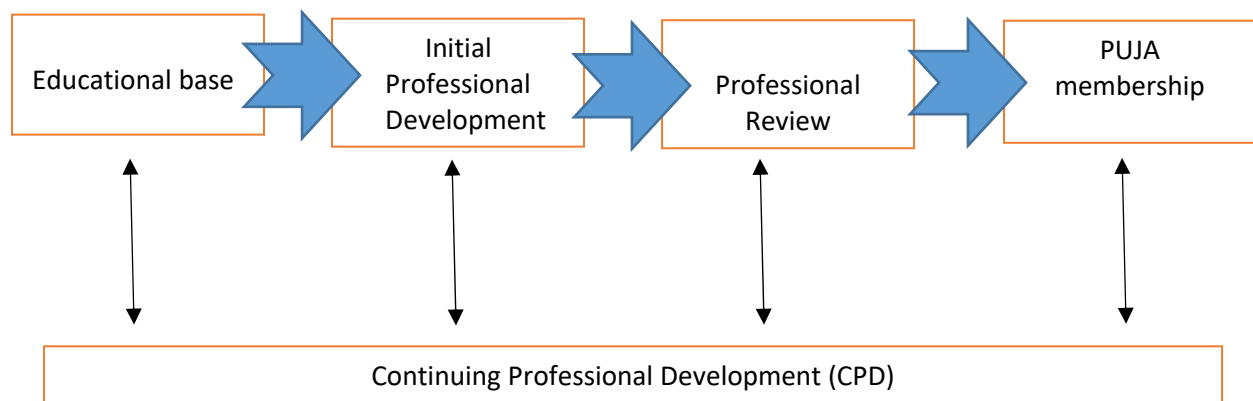 Educational base
Initial
Professional
Development
Professional
Review
PUJA
membership
Continuing Professional Development (CPD)